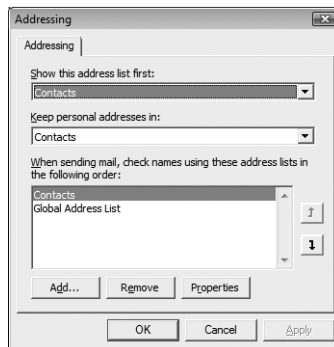 Addressing
Addressing
Show this address list first:
Contacts
Keep personal addresses in:
Contacts
When sending mail, check names using these address lists in
the following order:
Contacts
Global Address List
Add...
Remove
Properties
OK
Cancel
Apply